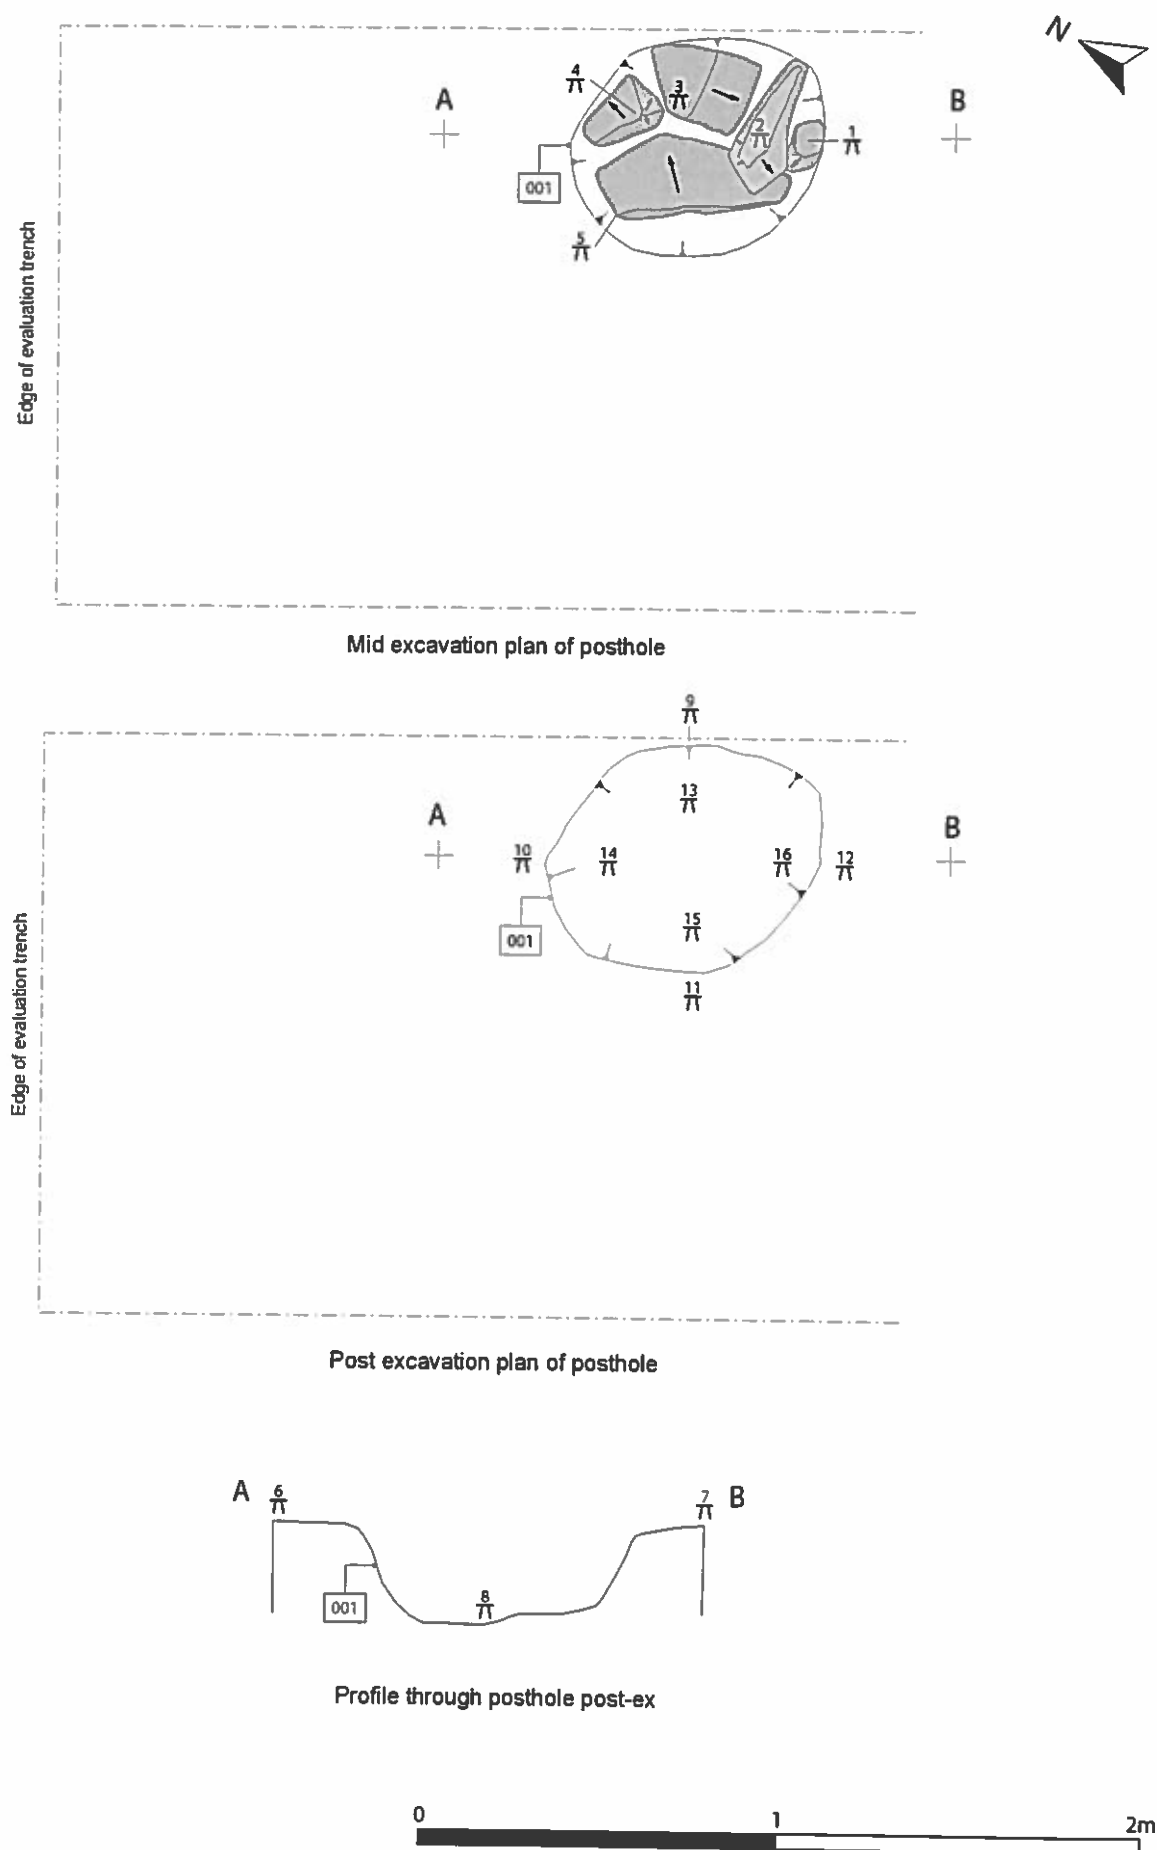 N
A
B
4
3
2
1
001
5
Edge of evaluation trench
Mid excavation plan of posthole
9
13
A
B
10
14
16
12
001
15
11
Edge of evaluation trench
Post excavation plan of posthole
A
6
7
B
001
8
Profile through posthole post-ex
0
1
2m